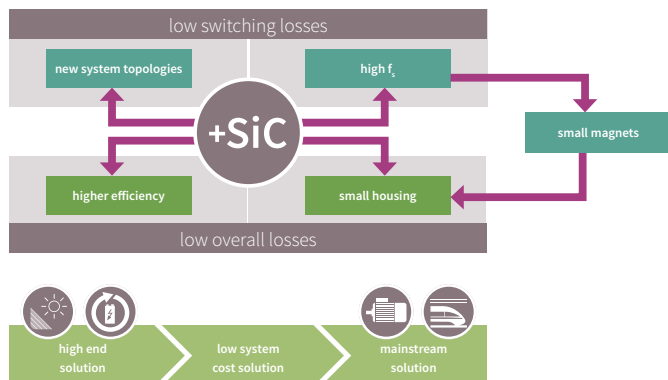 low switching losses
new system topologies
high fs
small magnets
+SiC
higher efficiency
small housing
low overall losses
high end
solution
low system
cost solution
mainstream
solution